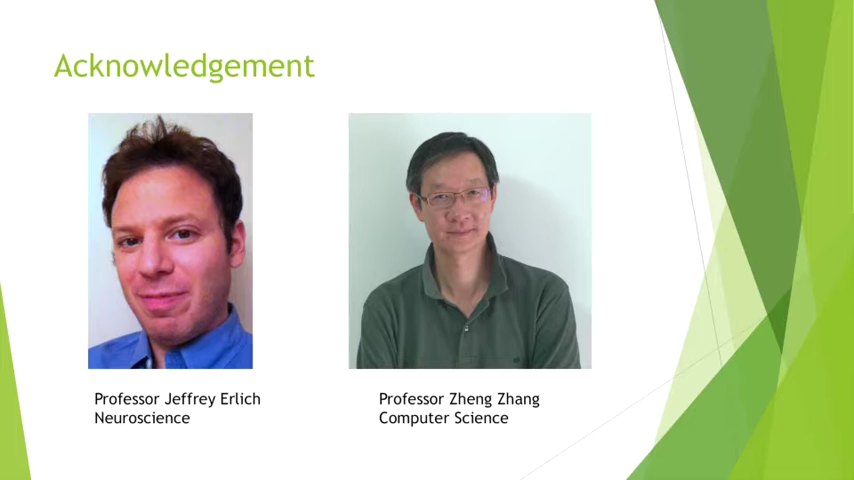 Acknowledgement
Professor Jeffrey Erlich
Neuroscience
Professor Zheng Zhang
Computer Science